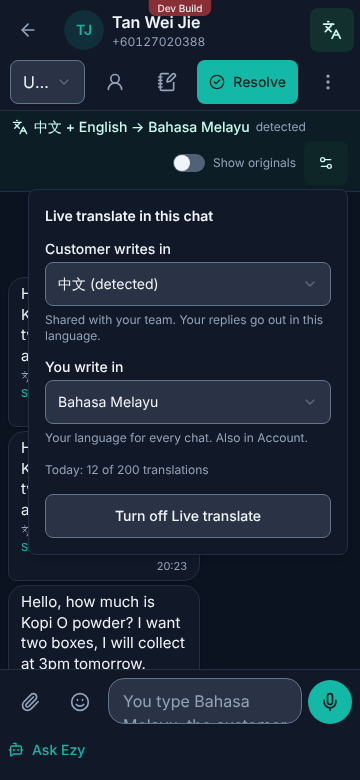 Dev Build
TJ
Tan Wei Jie
+60127020388
U...
Resolve
中文 + English → Bahasa Melayu detected
Show originals
Live translate in this chat
Customer writes in
中文 (detected)
Shared with your team. Your replies go out in this
language.
You write in
Bahasa Melayu
Your language for every chat. Also in Account.
Today: 12 of 200 translations
Turn off Live translate
20:23
Hello, how much is
Kopi O powder? I want
two boxes, I will collect
at 3pm tomorrow.
You type Bahasa
Melayu, the customer
Ask Ezy